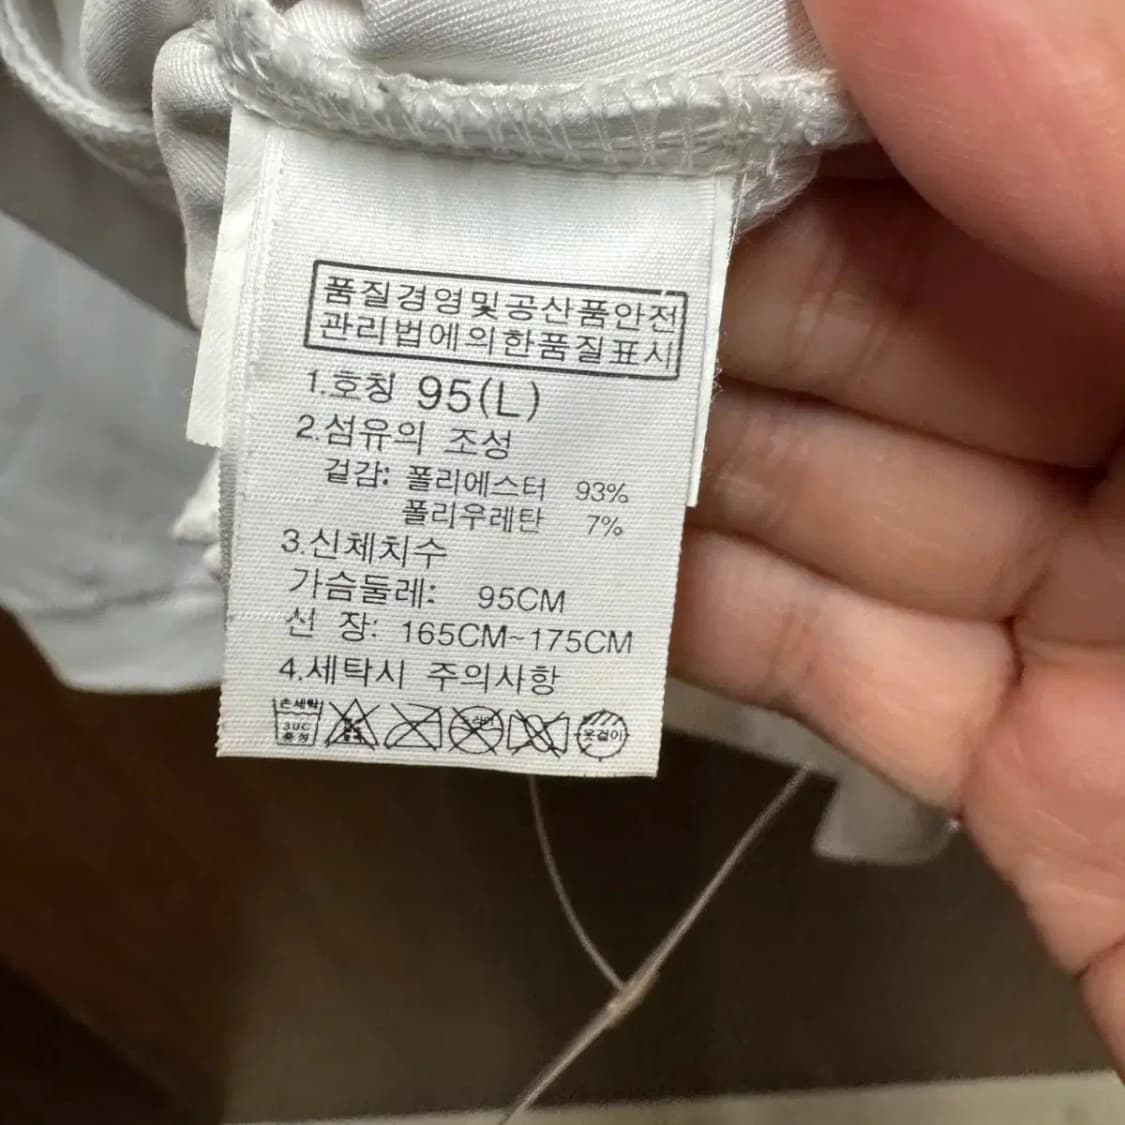 품질경영및공산품안전
관리법에의한품질표시
1.호칭 95(L)
2.섬유의 조성
겉감: 폴리에스터 93%
폴리우레탄 7%
3.신체치수
가슴둘레: 95CM
신 장: 165CM~175CM
4.세탁시 주의사항
손세탁 드라이 옷걸이
중성